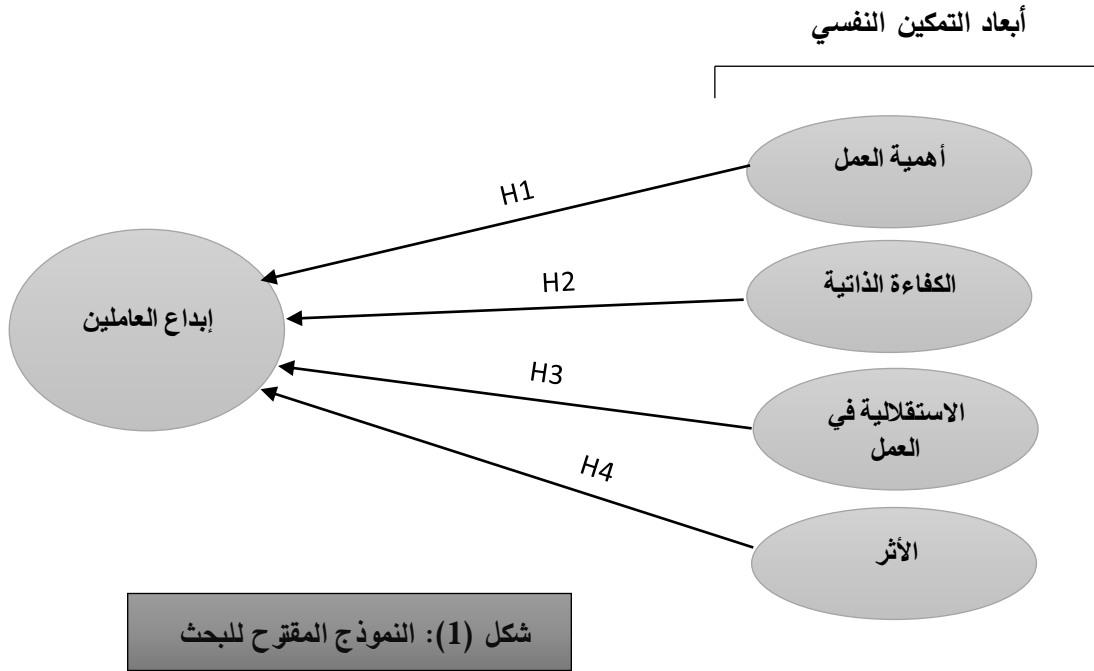 أبعاد التمكين النفسي
أهمية العمل
H1
الكفاءة الذاتية
H2
إبداع العاملين
H3
الاستقلالية في
العمل
H4
الأثر
شكل (1): النموذج المقترح للبحث